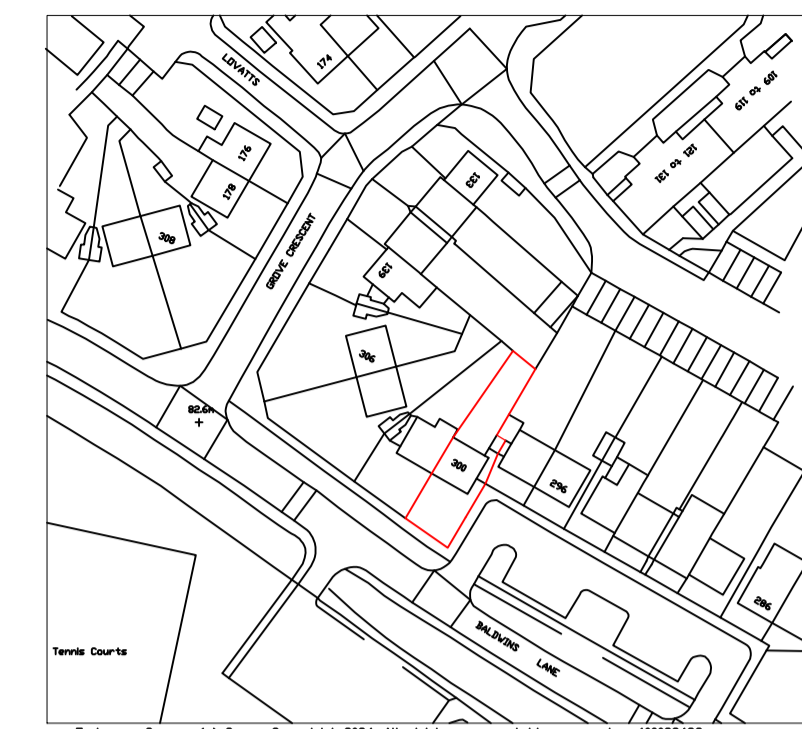 174
LOVATTS
109 to 119
176
133
121 to 131
178
308
GROVE CRESCENT
139
306
82.6m
300
296
286
BALDWINS
LANE
Tennis Courts